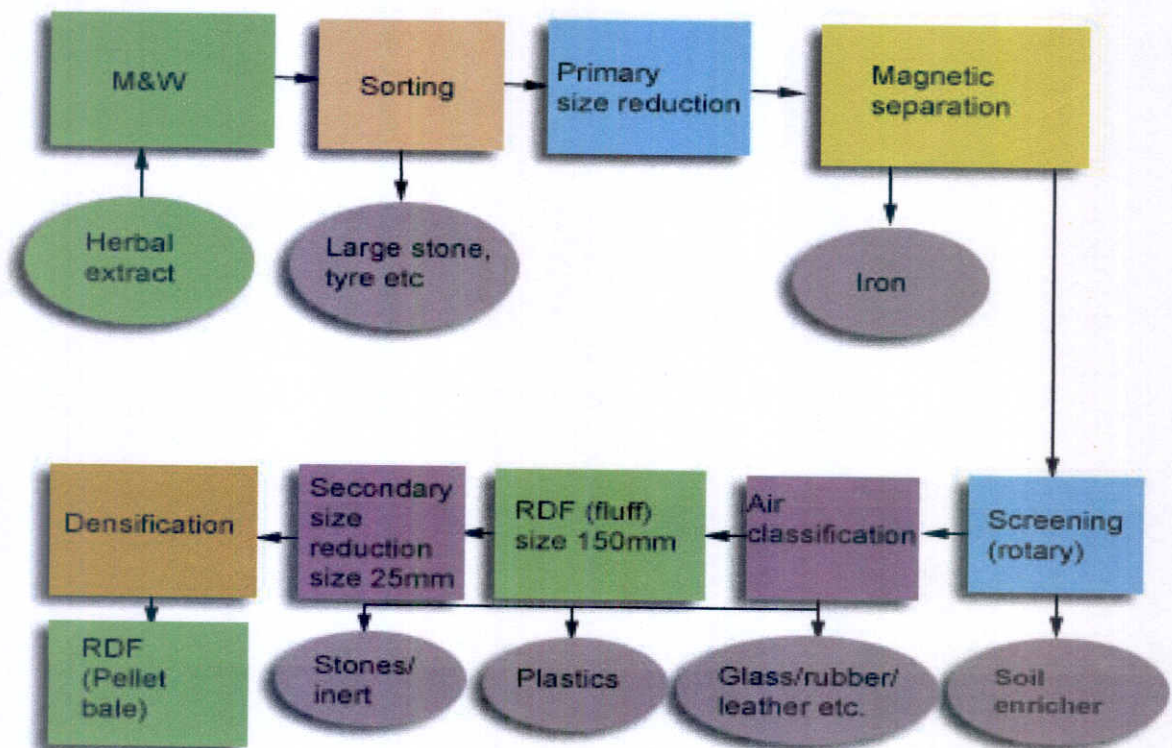 M&W
Sorting
Primary
size reduction
Magnetic
separation
Herbal
extract
Large stone,
tyre etc
Iron
Densification
Secondary
size
reduction
size 25mm
RDF (fluff)
size 150mm
Air
classification
Screening
(rotary)
RDF
(Pellet
bale)
Stones/
inert
Plastics
Glass/rubber/
leather etc.
Soil
enricher